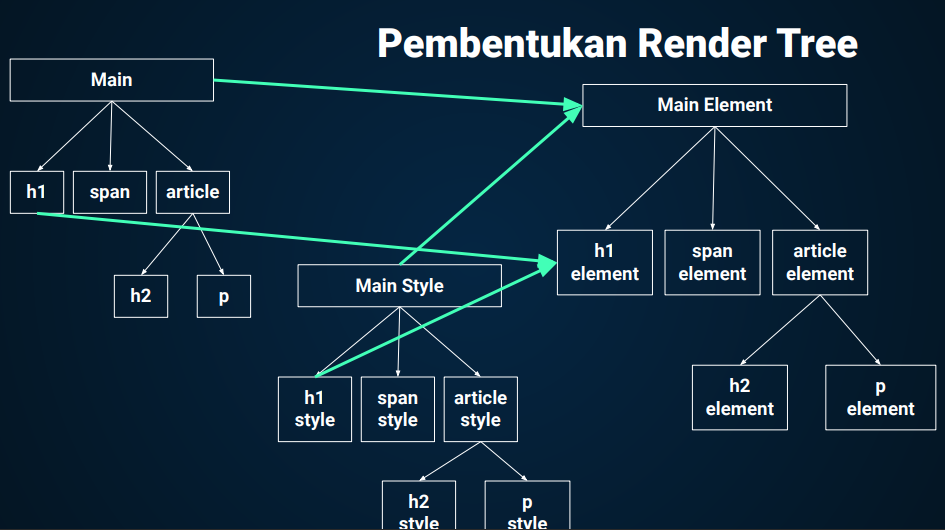 Pembentukan Render Tree
Main
h1
span
article
h2
p
Main Style
h1
style
span
style
article
style
h2
style
p
style
Main Element
h1
element
span
element
article
element
h2
element
p
element